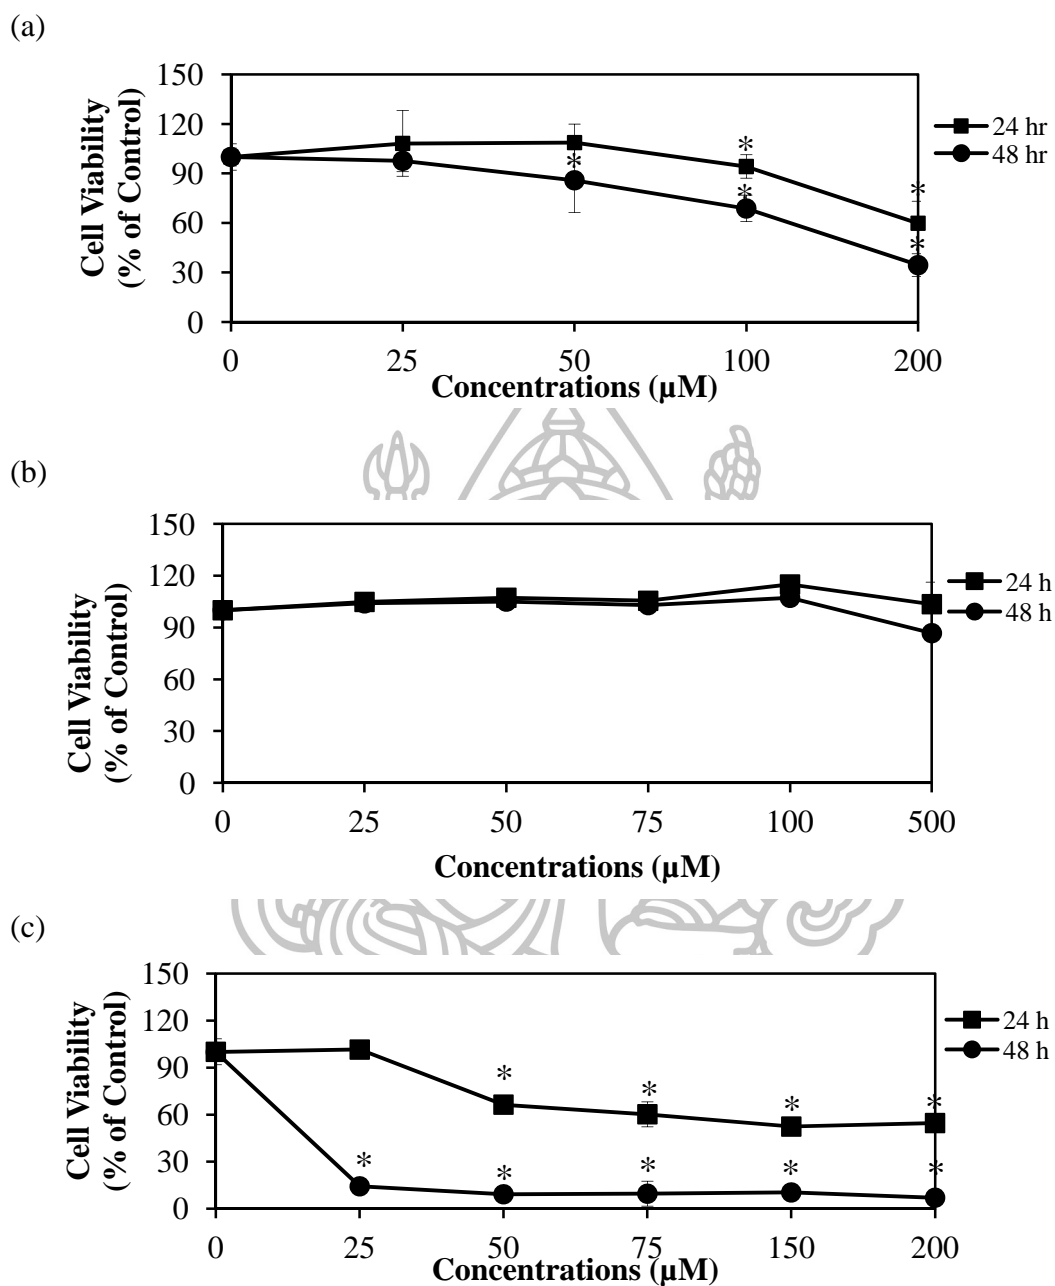 (a)
Cell Viability
(% of Control)
150
120
90
60
30
0
*
*
*
*
*
24 hr
48 hr
0 25 50 100 200
Concentrations (µM)
(b)
Cell Viability
(% of Control)
150
120
90
60
30
0
24 h
48 h
0 25 50 75 100 500
Concentrations (µM)
(c)
Cell Viability
(% of Control)
150
120
90
60
30
0
* * * *
* * * * *
24 h
48 h
0 25 50 75 150 200
Concentrations (µM)